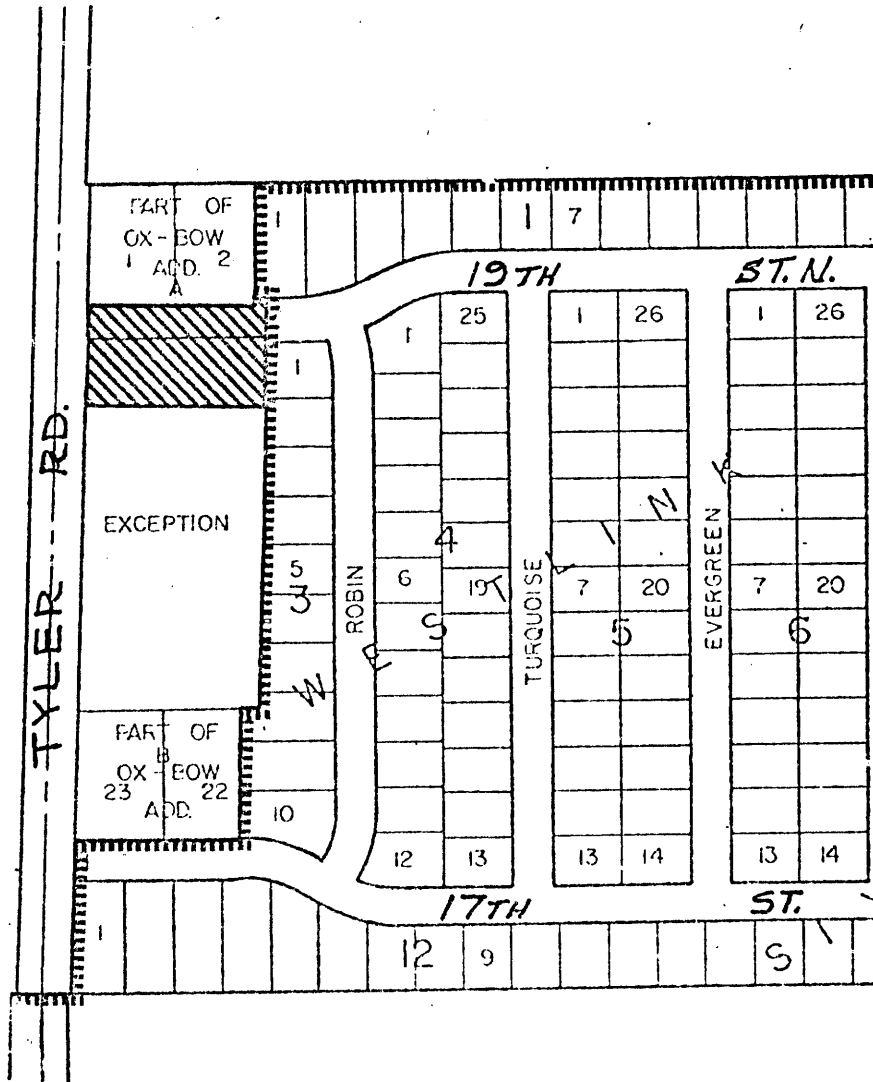 PART OF
OX-BOW
1 ADD. 2
A
1
1 7
19TH ST. N.
1 25 1 26 1 26
1
TYLER RD.
EXCEPTION
ROBIN
TURQUOISE
EVERGREEN
4
5 6 19 7 20 7 20
3 5 6
W E S T L I N K
PART OF
B
OX-BOW
23 22
ADD.
10
12 13 13 14 13 14
17TH ST.
1
12 9
S I